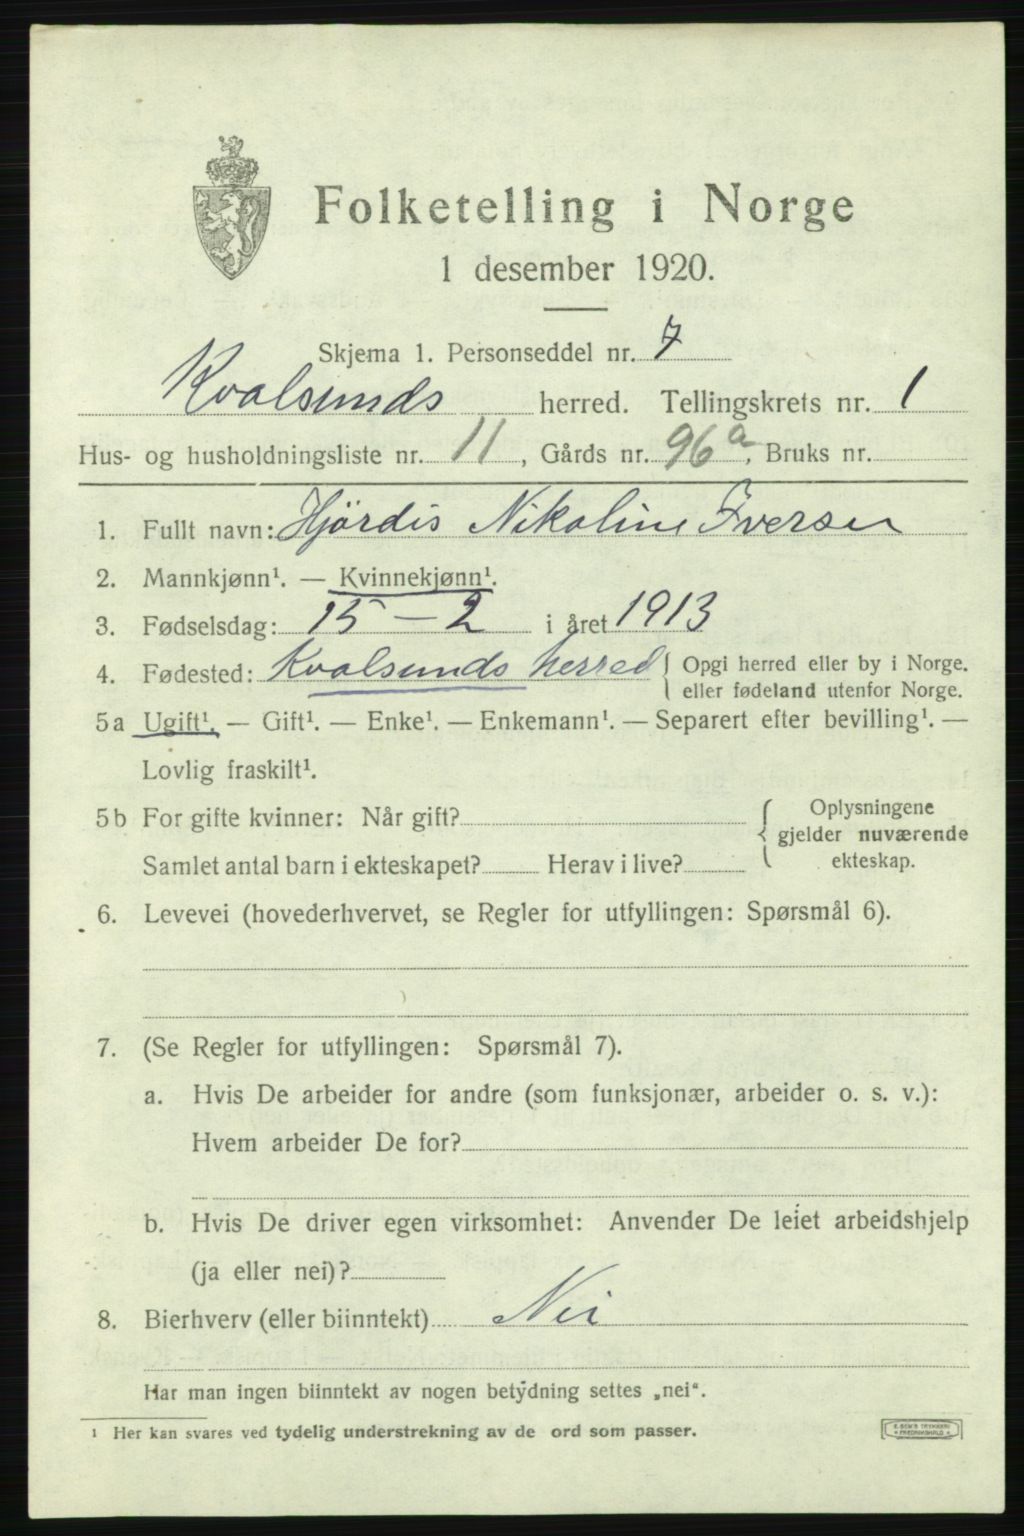 Folketelling i Norge
1 desember 1920.
Skjema 1. Personseddel nr. 7
Kvalsunds herred. Tellingskrets nr. 1
Hus- og husholdningsliste nr. 11, Gårds nr. 96a, Bruks nr.
1. Fullt navn: Hjördis Nikoline Iversen
2. Mannkjønn¹. — Kvinnekjønn¹.
3. Fødselsdag: 15 – 2 i året 1913
4. Fødested: Kvalsunds herred { Opgi herred eller by i Norge.
eller fødeland utenfor Norge.
5a Ugift¹. — Gift¹. — Enke¹. — Enkemann¹. — Separert efter bevilling¹. —
Lovlig fraskilt¹.
5b For gifte kvinner: Når gift? { Oplysningene
gjelder nuværende
Samlet antal barn i ekteskapet? Herav i live? ekteskap.
6. Levevei (hovederhvervet, se Regler for utfyllingen: Spørsmål 6).
7. (Se Regler for utfyllingen: Spørsmål 7).
a. Hvis De arbeider for andre (som funksjonær, arbeider o. s. v.):
Hvem arbeider De for?
b. Hvis De driver egen virksomhet: Anvender De leiet arbeidshjelp
(ja eller nei)?
8. Bierhverv (eller biinntekt) Nei
Har man ingen biinntekt av nogen betydning settes „nei“.
¹ Her kan svares ved tydelig understrekning av de ord som passer.